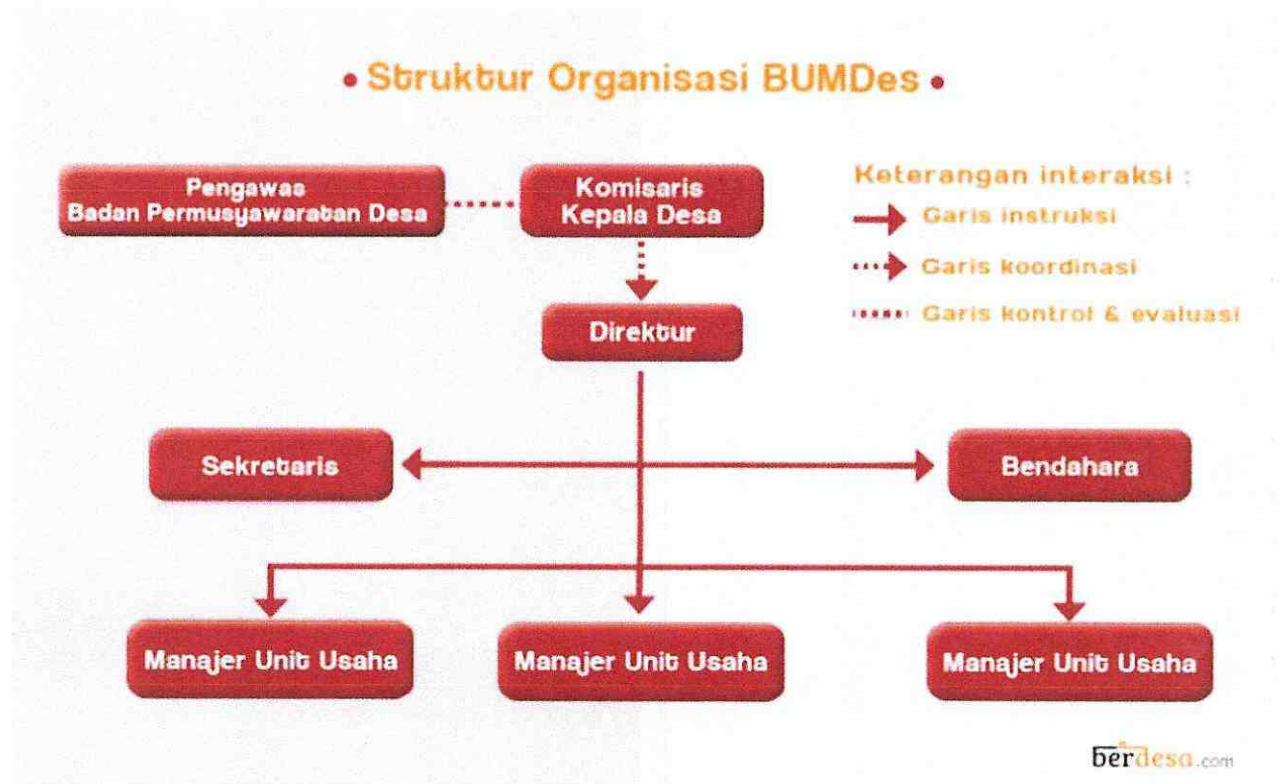 • Struktur Organisasi BUMDes •
Pengawas
Badan Permusyawaratan Desa
Komisaris
Kepala Desa
Keterangan interaksi :
Garis instruksi
Garis koordinasi
Garis kontrol & evaluasi
Direktur
Sekretaris
Bendahara
Manajer Unit Usaha
Manajer Unit Usaha
Manajer Unit Usaha
berdesa.com